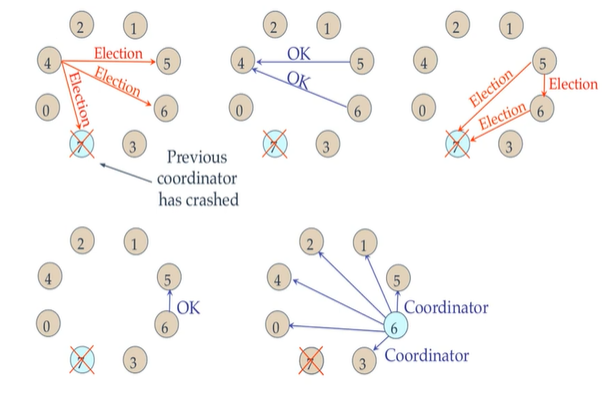 2 1
4 Election 5
Election
Election
0 6
7 3
Previous
coordinator
has crashed
2 1
4 OK 5
OK
0 6
7 3
2 1
4 5
Election Election
0 Election 6
7 3
2 1
4 5
OK
0 6
7 3
2 1
4 5
Coordinator
0 6
7 3 Coordinator